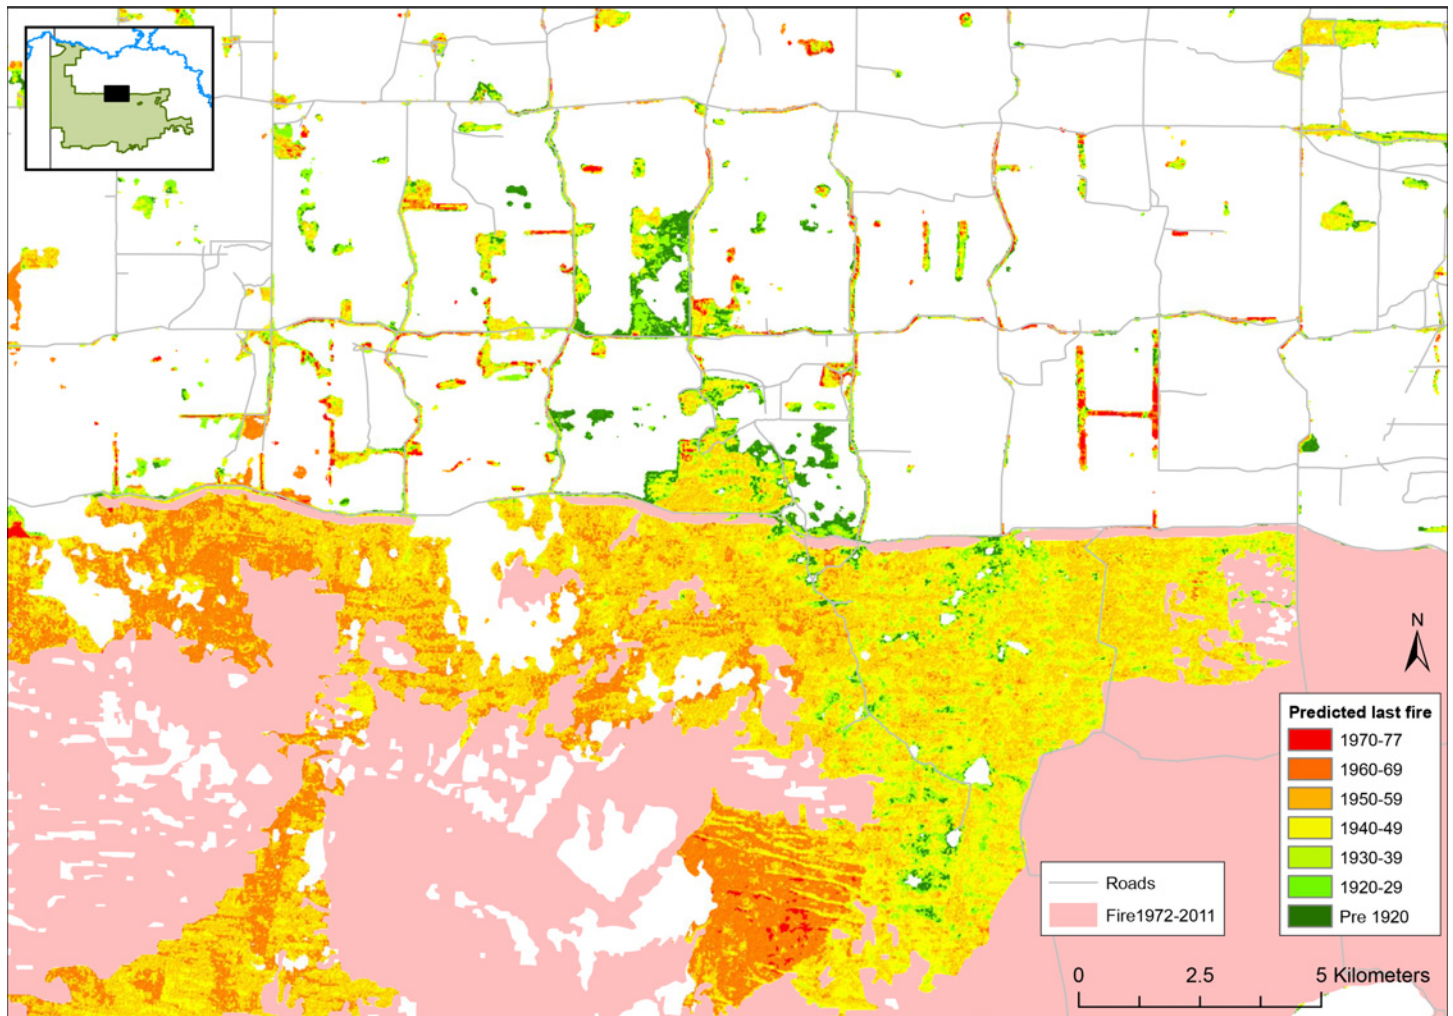 N
Predicted last fire
1970-77
1960-69
1950-59
1940-49
1930-39
1920-29
Pre 1920
Roads
Fire1972-2011
0 2.5 5 Kilometers